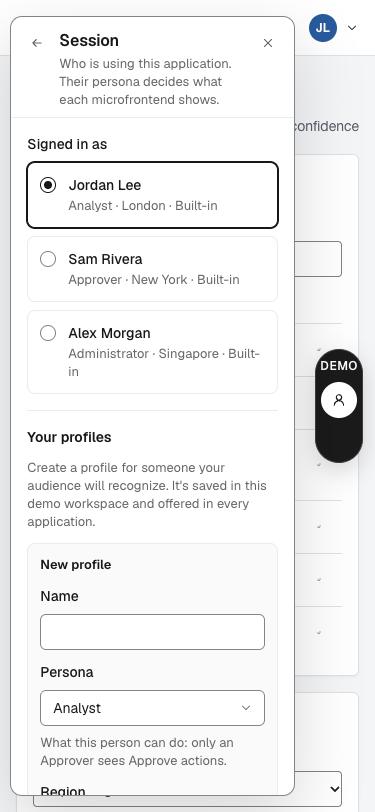 Session
JL
Who is using this application.
Their persona decides what
each microfrontend shows.
confidence
Signed in as
Jordan Lee
Analyst · London · Built-in
Sam Rivera
Approver · New York · Built-in
Alex Morgan
Administrator · Singapore · Built-
in
DEMO
Your profiles
Create a profile for someone your
audience will recognize. It's saved in this
demo workspace and offered in every
application.
New profile
Name
Persona
Analyst
What this person can do: only an
Approver sees Approve actions.
Region